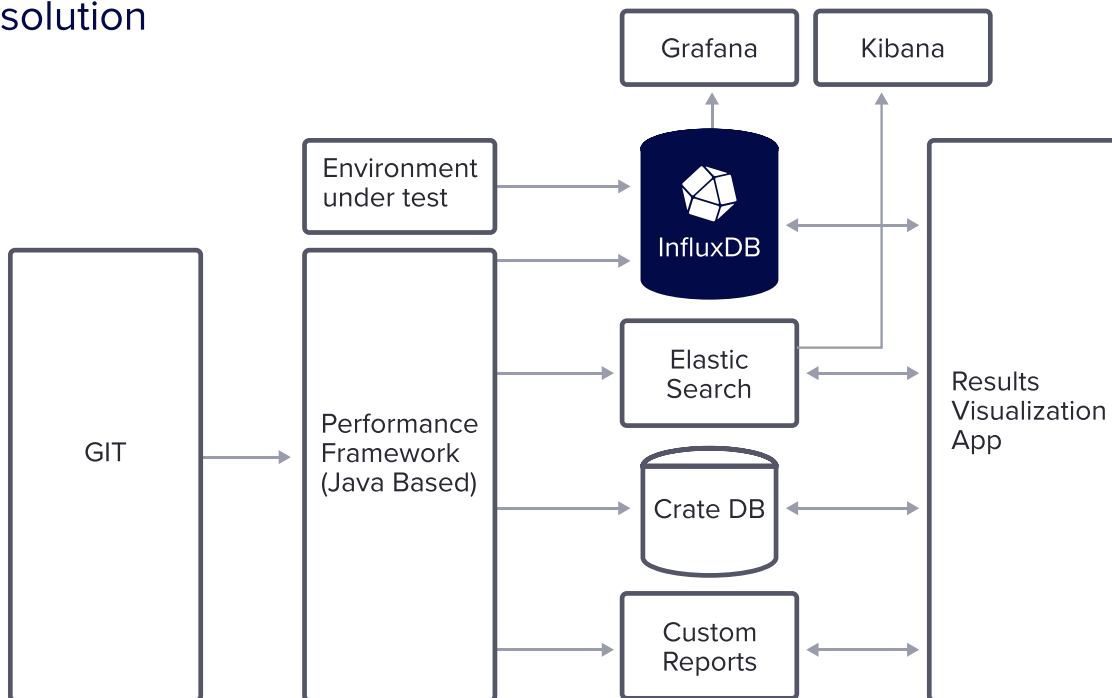 solution
Grafana
Kibana
Environment
under test
InfluxDB
Elastic
Search
Results
Visualization
App
GIT
Performance
Framework
(Java Based)
Crate DB
Custom
Reports